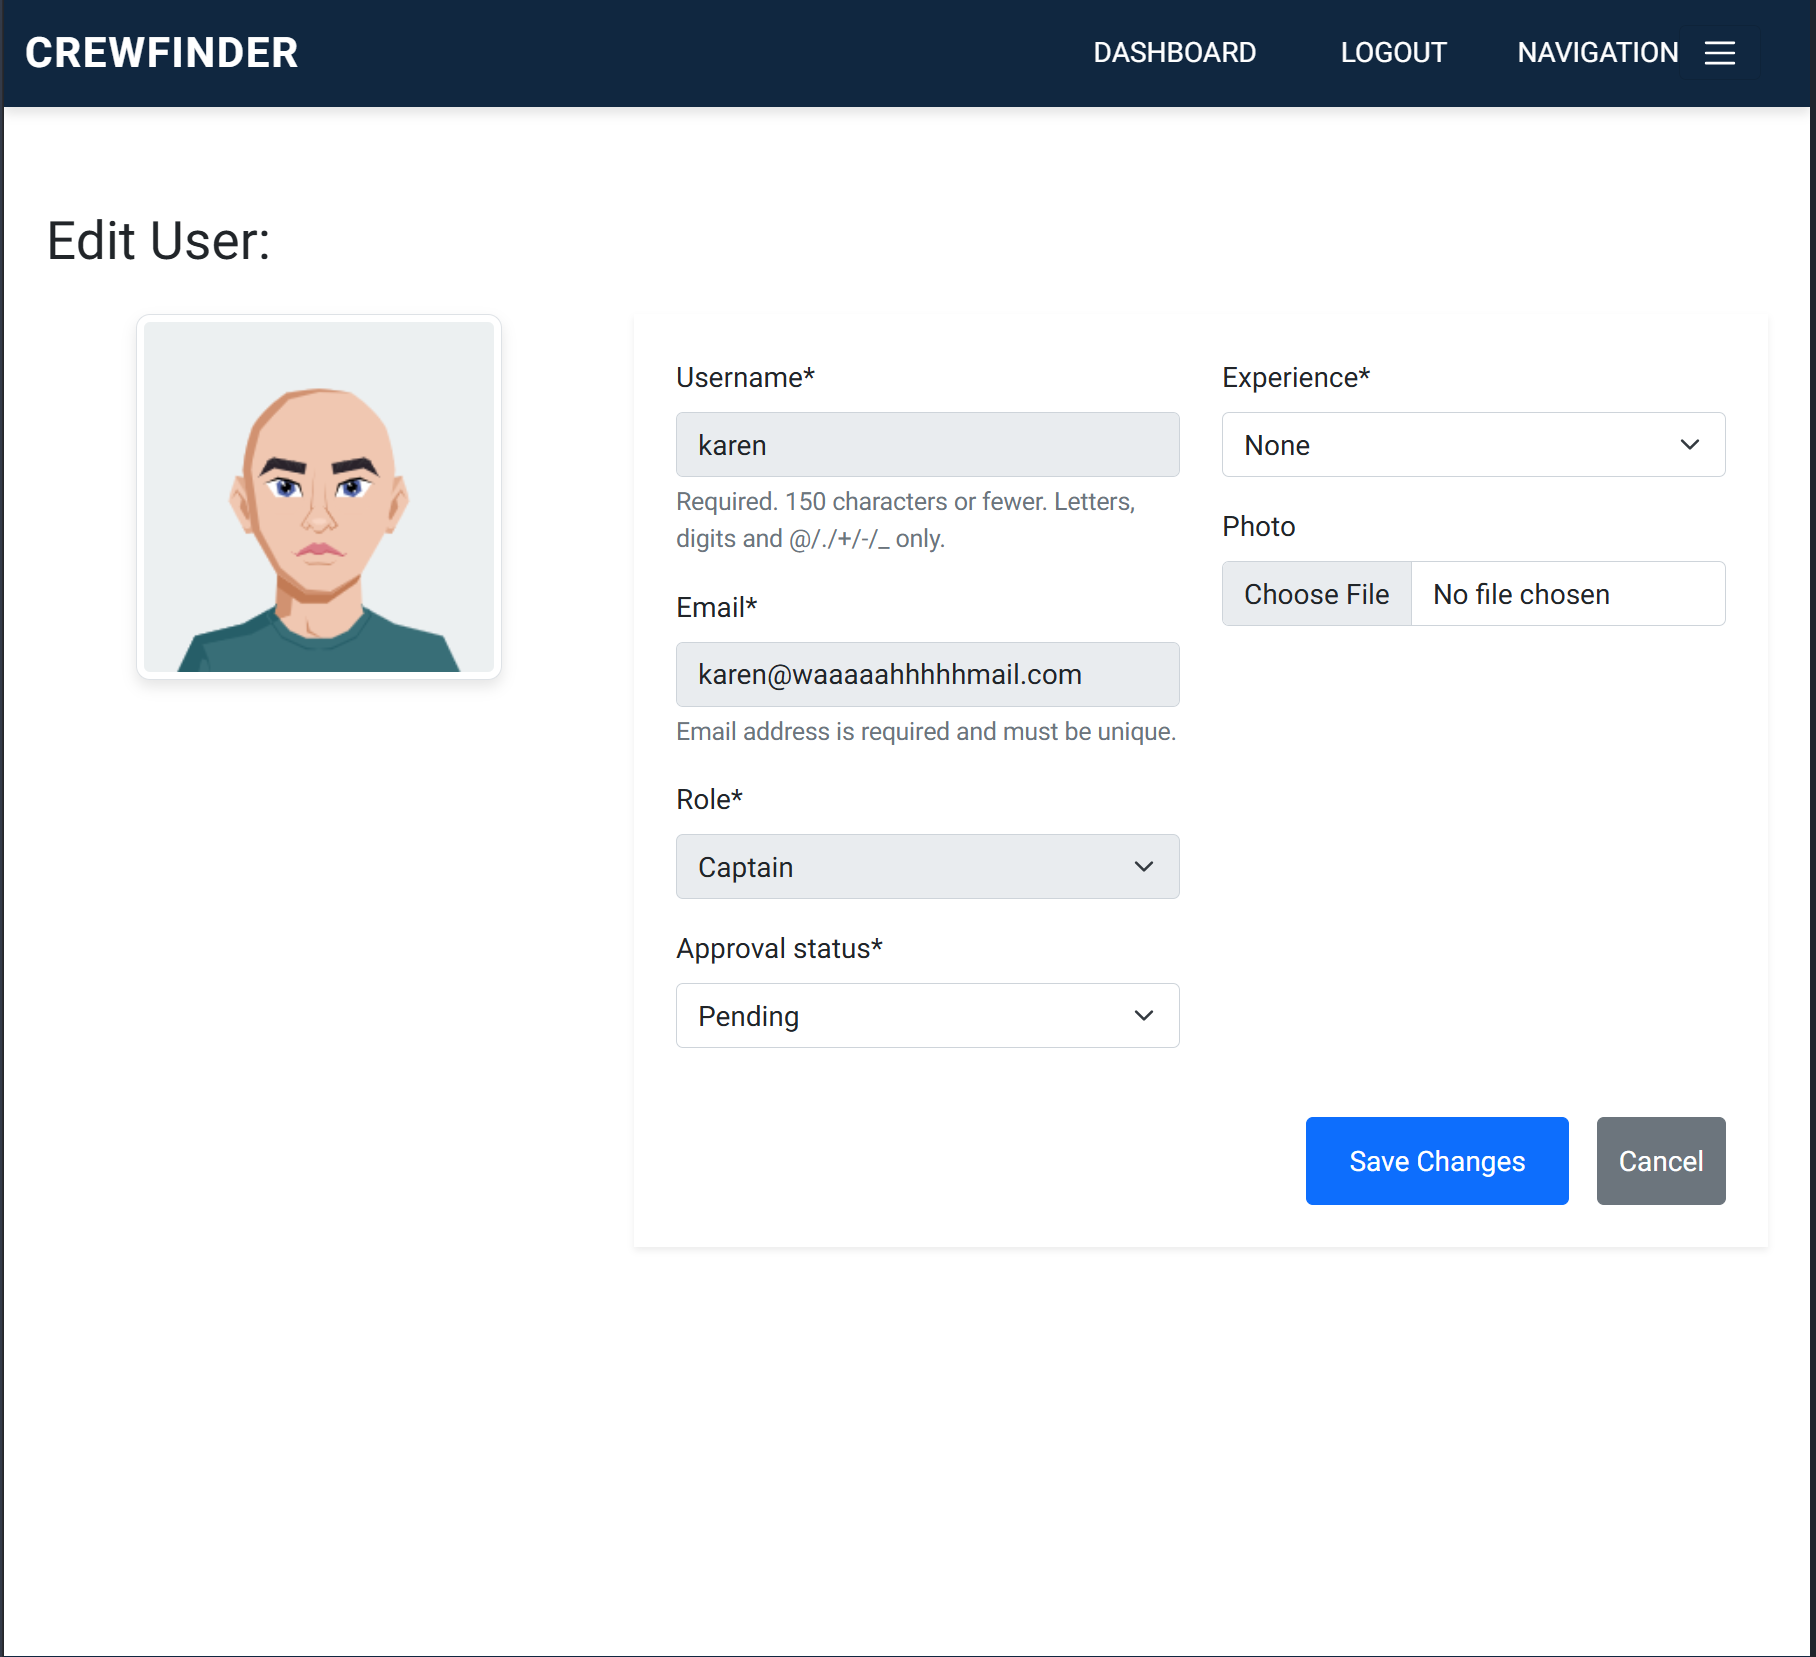 CREWFINDER
DASHBOARD
LOGOUT
NAVIGATION
Edit User:
Username*
karen
Required. 150 characters or fewer. Letters,
digits and @/./+/-/_ only.
Email*
karen@waaaaahhhhhmail.com
Email address is required and must be unique.
Role*
Captain
Approval status*
Pending
Experience*
None
Photo
Choose File
No file chosen
Save Changes
Cancel